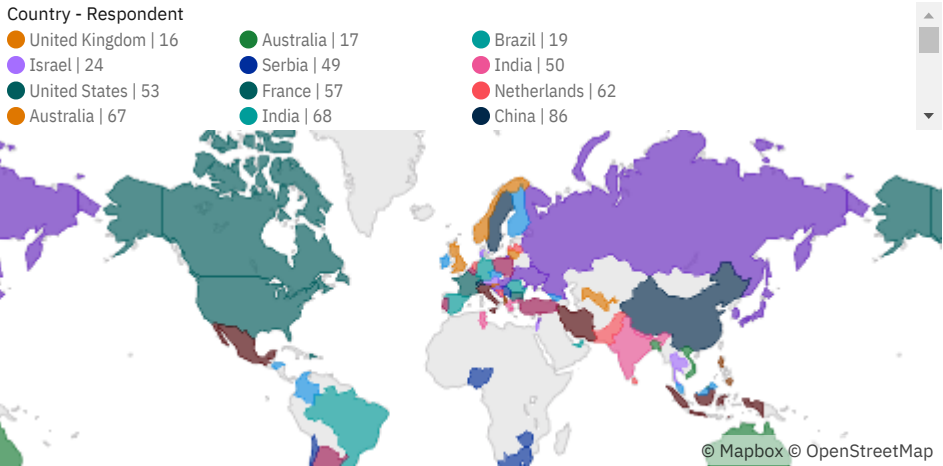 Country - Respondent
United Kingdom | 16 Australia | 17 Brazil | 19
Israel | 24 Serbia | 49 India | 50
United States | 53 France | 57 Netherlands | 62
Australia | 67 India | 68 China | 86
© Mapbox © OpenStreetMap